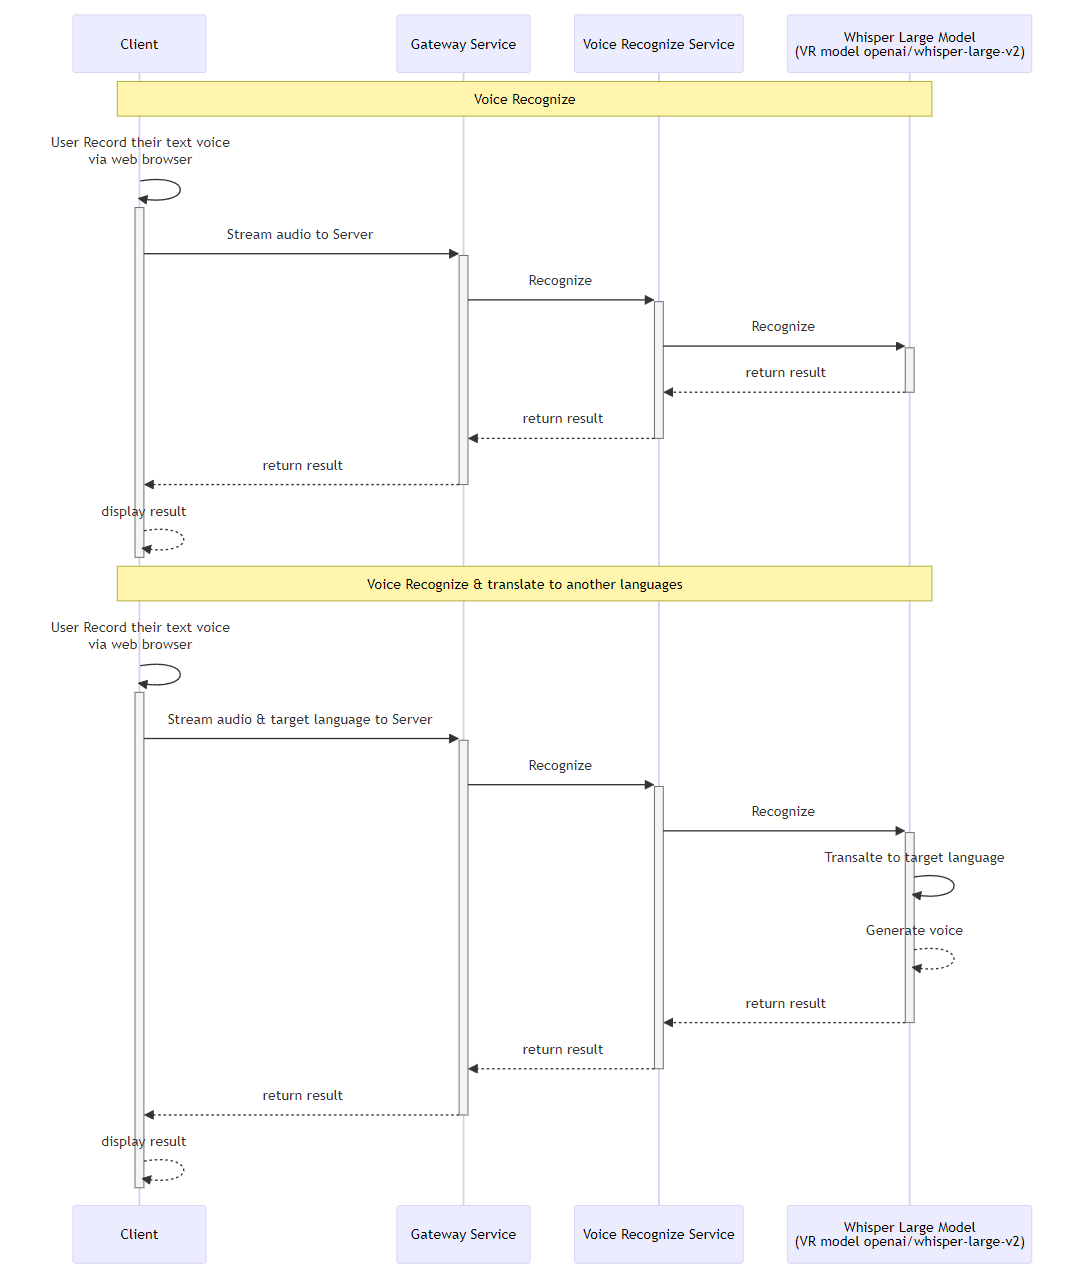 Client
Gateway Service
Voice Recognize Service
Whisper Large Model
(VR model openai/whisper-large-v2)
Voice Recognize
User Record their text voice
via web browser
Stream audio to Server
Recognize
Recognize
return result
return result
return result
display result
Voice Recognize & translate to another languages
User Record their text voice
via web browser
Stream audio & target language to Server
Recognize
Recognize
Transalte to target language
Generate voice
return result
return result
return result
display result
Client
Gateway Service
Voice Recognize Service
Whisper Large Model
(VR model openai/whisper-large-v2)